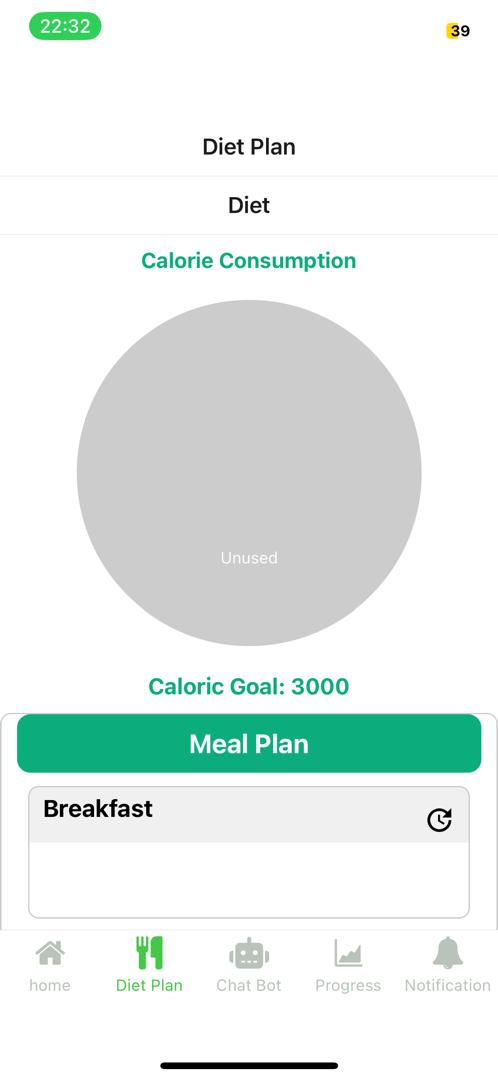 22:32
39
Diet Plan
Diet
Calorie Consumption
Unused
Caloric Goal: 3000
Meal Plan
Breakfast
home
Diet Plan
Chat Bot
Progress
Notification